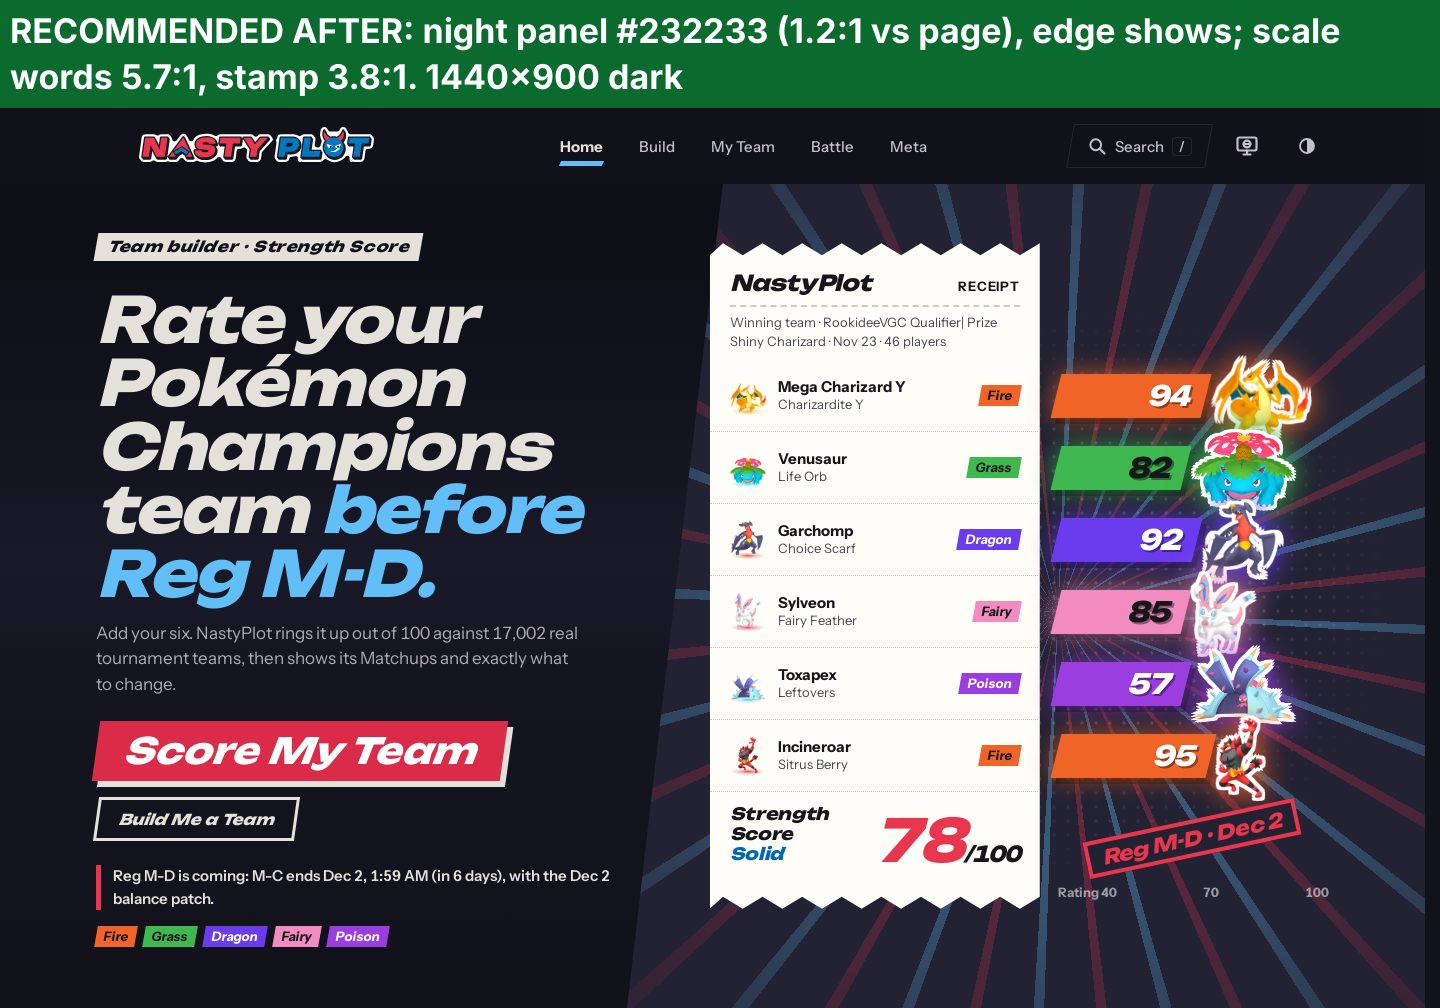 RECOMMENDED AFTER: night panel #232233 (1.2:1 vs page), edge shows; scale
words 5.7:1, stamp 3.8:1. 1440×900 dark
NASTY PLOT
Home
Build
My Team
Battle
Meta
Search /
Team builder · Strength Score
Rate your
Pokémon
Champions
team before
Reg M-D.
Add your six. NastyPlot rings it up out of 100 against 17,002 real
tournament teams, then shows its Matchups and exactly what
to change.
Score My Team
Build Me a Team
Reg M-D is coming: M-C ends Dec 2, 1:59 AM (in 6 days), with the Dec 2
balance patch.
Fire Grass Dragon Fairy Poison
NastyPlot RECEIPT
Winning team · RookideeVGC Qualifier| Prize
Shiny Charizard · Nov 23 · 46 players
Mega Charizard Y
Charizardite Y
Fire
94
Venusaur
Life Orb
Grass
82
Garchomp
Choice Scarf
Dragon
92
Sylveon
Fairy Feather
Fairy
85
Toxapex
Leftovers
Poison
57
Incineroar
Sitrus Berry
Fire
95
Strength
Score
Solid
78/100
Reg M-D · Dec 2
Rating 40 70 100